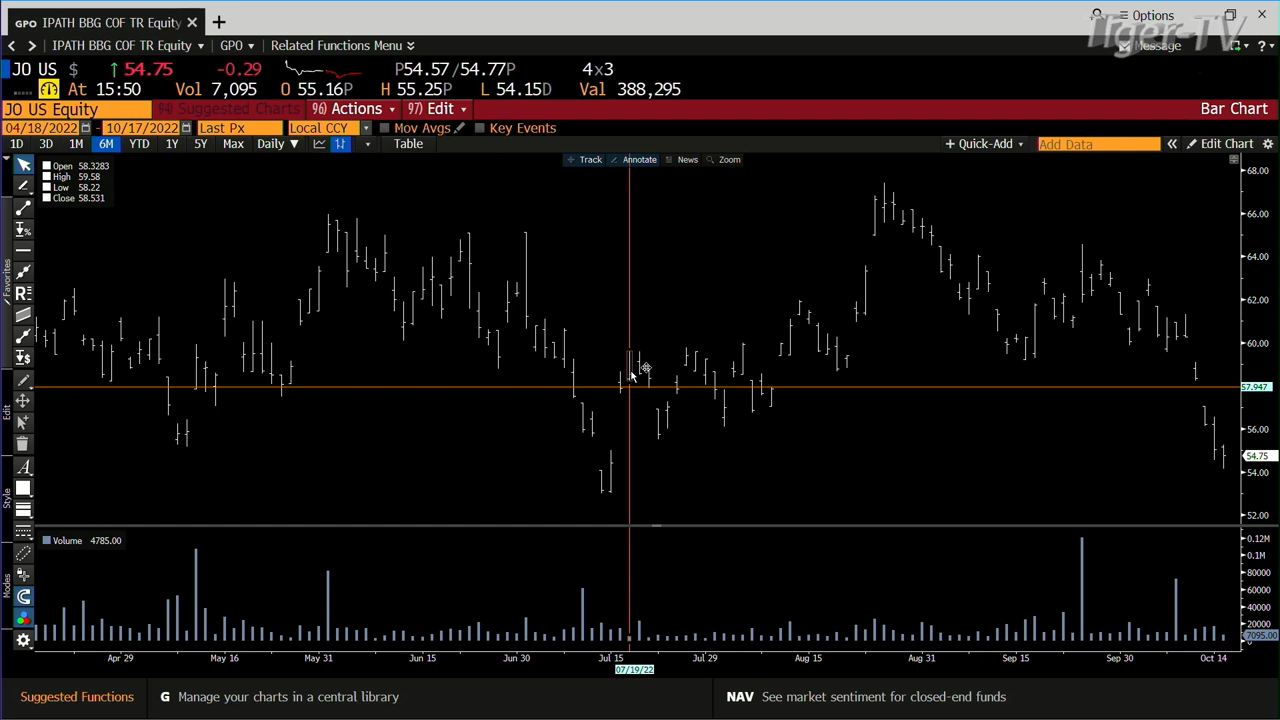 GPO IPATH BBG COF TR Equity × +
Options
Tiger-TV
IPATH BBG COF TR Equity GPO Related Functions Menu
Message
JO US $ ↑ 54.75 -0.29 P54.57/54.77P 4x3
At 15:50 Vol 7,095 O 55.16P H 55.25P L 54.15D Val 388,295
JO US Equity 94) Suggested Charts 96) Actions 97) Edit Bar Chart
04/18/2022 - 10/17/2022 Last Px Local CCY Mov Avgs Key Events
1D 3D 1M 6M YTD 1Y 5Y Max Daily Table + Quick-Add Add Data Edit Chart
Track Annotate News Zoom
Open 58.3283
High 59.58
Low 58.22
Close 58.531
68.00
66.00
64.00
62.00
60.00
57.947
56.00
54.75
54.00
52.00
Favorites
Edit
Style
Modes
Volume 4785.00
0.12M
80000
60000
40000
20000
7095.00
0
Apr 29 May 16 May 31 Jun 15 Jun 30 Jul 15 Jul 29 Aug 15 Aug 31 Sep 15 Sep 30 Oct 14
07/19/22
Suggested Functions G Manage your charts in a central library NAV See market sentiment for closed-end funds